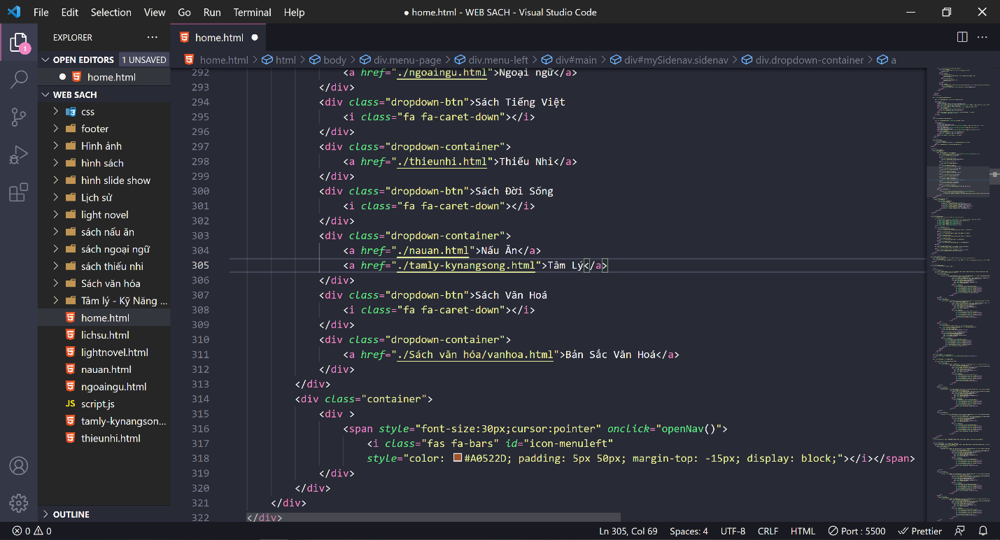 File Edit Selection View Go Run Terminal Help ● home.html - WEB SACH - Visual Studio Code
EXPLORER ···
home.html ●
OPEN EDITORS 1 UNSAVED
● home.html
WEB SACH
css
footer
Hình ảnh
hình sách
hình slide show
Lịch sử
light novel
sách nấu ăn
sách ngoại ngữ
sách thiếu nhi
Sách văn hóa
Tâm lý - Kỹ Năng ...
home.html
lichsu.html
lightnovel.html
nauan.html
ngoaingu.html
JS script.js
tamly-kynangson...
thieunhi.html
OUTLINE
1
home.html > html > body > div.menu-page > div.menu-left > div#main > div#mySidenav.sidenav > div.dropdown-container > a
292 <a href="./ngoaingu.html">Ngoại ngữ</a>
293 </div>
294 <div class="dropdown-btn">Sách Tiếng Việt
295 <i class="fa fa-caret-down"></i>
296 </div>
297 <div class="dropdown-container">
298 <a href="./thieunhi.html">Thiếu Nhi</a>
299 </div>
300 <div class="dropdown-btn">Sách Đời Sống
301 <i class="fa fa-caret-down"></i>
302 </div>
303 <div class="dropdown-container">
304 <a href="./nauan.html">Nấu Ăn</a>
305 <a href="./tamly-kynangsong.html">Tâm Lý</a>
306 </div>
307 <div class="dropdown-btn">Sách Văn Hoá
308 <i class="fa fa-caret-down"></i>
309 </div>
310 <div class="dropdown-container">
311 <a href="./Sách văn hóa/vanhoa.html">Bản Sắc Văn Hoá</a>
312 </div>
313 </div>
314 <div class="container">
315 <div >
316 <span style="font-size:30px;cursor:pointer" onclick="openNav()">
317 <i class="fas fa-bars" id="icon-menuleft"
318 style="color: #A0522D; padding: 5px 50px; margin-top: -15px; display: block;"></i></span>
319 </div>
320 </div>
321 </div>
322 </div>
0 0 Ln 305, Col 69 Spaces: 4 UTF-8 CRLF HTML Port : 5500 Prettier